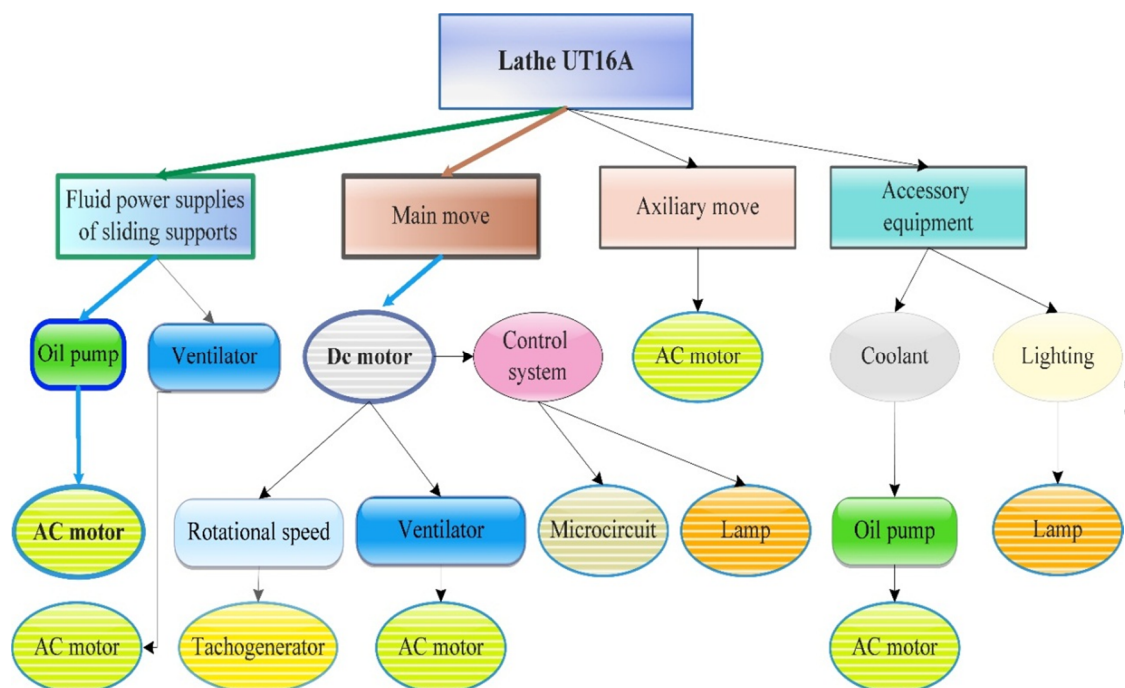 Lathe UT16A
Fluid power supplies
of sliding supports
Main move
Axiliary move
Accessory
equipment
Oil pump
Ventilator
Dc motor
Control
system
AC motor
Coolant
Lighting
AC motor
Rotational speed
Ventilator
Microcircuit
Lamp
Oil pump
Lamp
AC motor
Tachogenerator
AC motor
AC motor